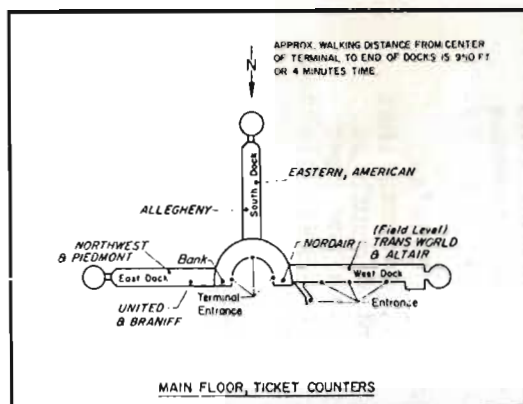 APPROX. WALKING DISTANCE FROM CENTER
OF TERMINAL TO END OF DOCKS IS 950 FT
OR 4 MINUTES TIME.
N
South Dock
EASTERN, AMERICAN
ALLEGHENY
NORTHWEST
& PIEDMONT
Bank
NORDAIR
(Field Level)
TRANS WORLD
& ALTAIR
East Dock
West Dock
UNITED
& BRANIFF
Terminal
Entrance
Entrance
MAIN FLOOR, TICKET COUNTERS